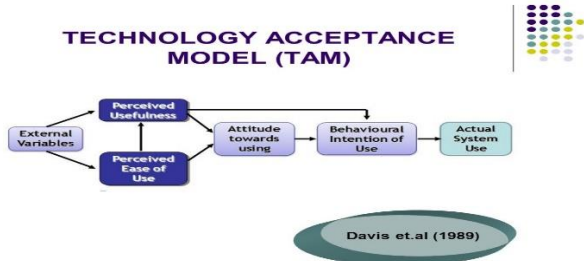 TECHNOLOGY ACCEPTANCE
MODEL (TAM)
External
Variables
Perceived
Usefulness
Perceived
Ease of
Use
Attitude
towards
using
Behavioural
Intention of
Use
Actual
System
Use
Davis et.al (1989)